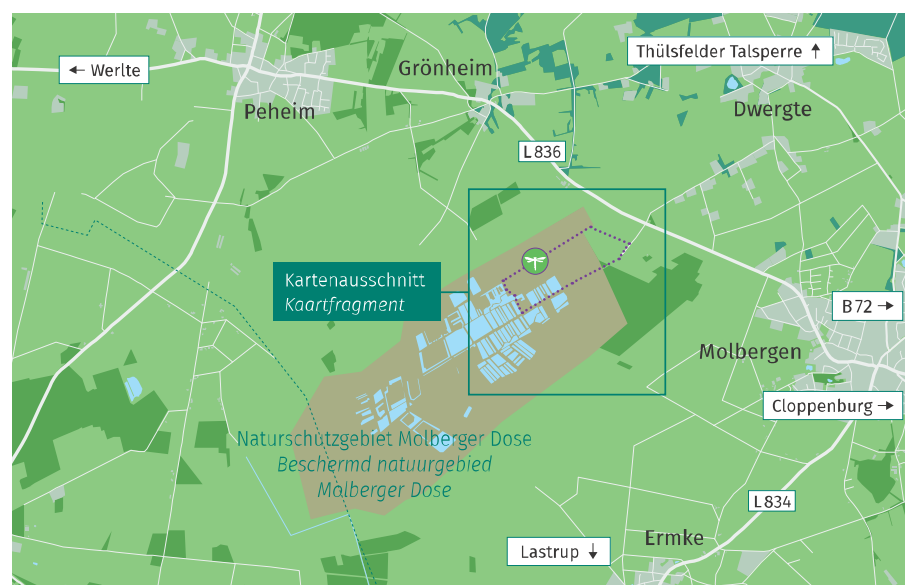 Thülsfelder Talsperre ↑
← Werlte
Grönheim
Peheim
Dwergte
L 836
Kartenausschnitt
Kaartfragment
B72 →
Molbergen
Cloppenburg →
Naturschutzgebiet Molberger Dose
Beschermd natuurgebied
Molberger Dose
L 834
Ermke
Lastrup ↓